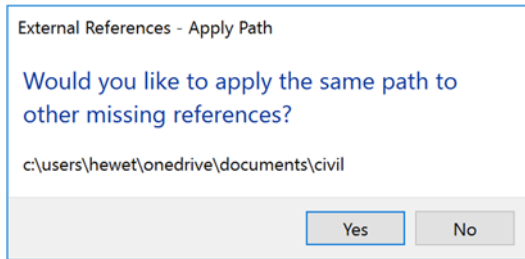 External References - Apply Path
Would you like to apply the same path to
other missing references?
c:\users\hewet\onedrive\documents\civil
Yes No